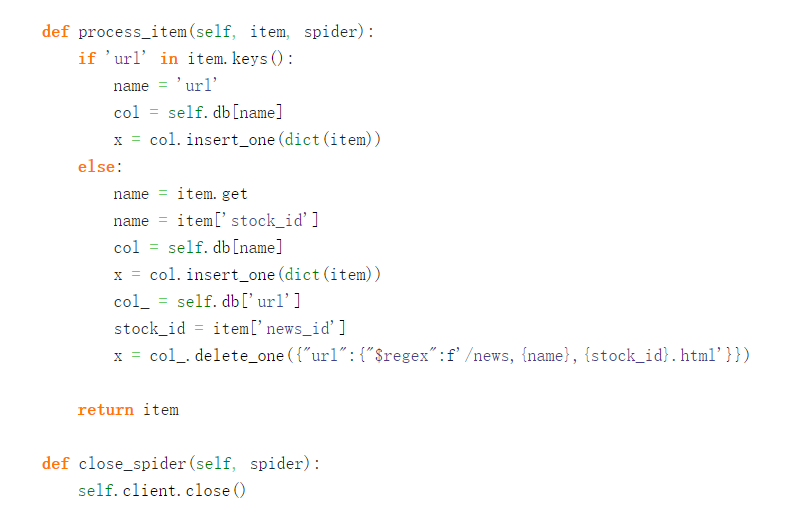 def process_item(self, item, spider):
    if 'url' in item.keys():
        name = 'url'
        col = self.db[name]
        x = col.insert_one(dict(item))
    else:
        name = item.get
        name = item['stock_id']
        col = self.db[name]
        x = col.insert_one(dict(item))
        col_ = self.db['url']
        stock_id = item['news_id']
        x = col_.delete_one({"url":{"$regex":f'/news,{name},{stock_id}.html'}})
    return item
def close_spider(self, spider):
    self.client.close()